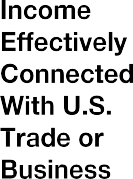 Income
Effectively
Connected
With U.S.
Trade or
Business